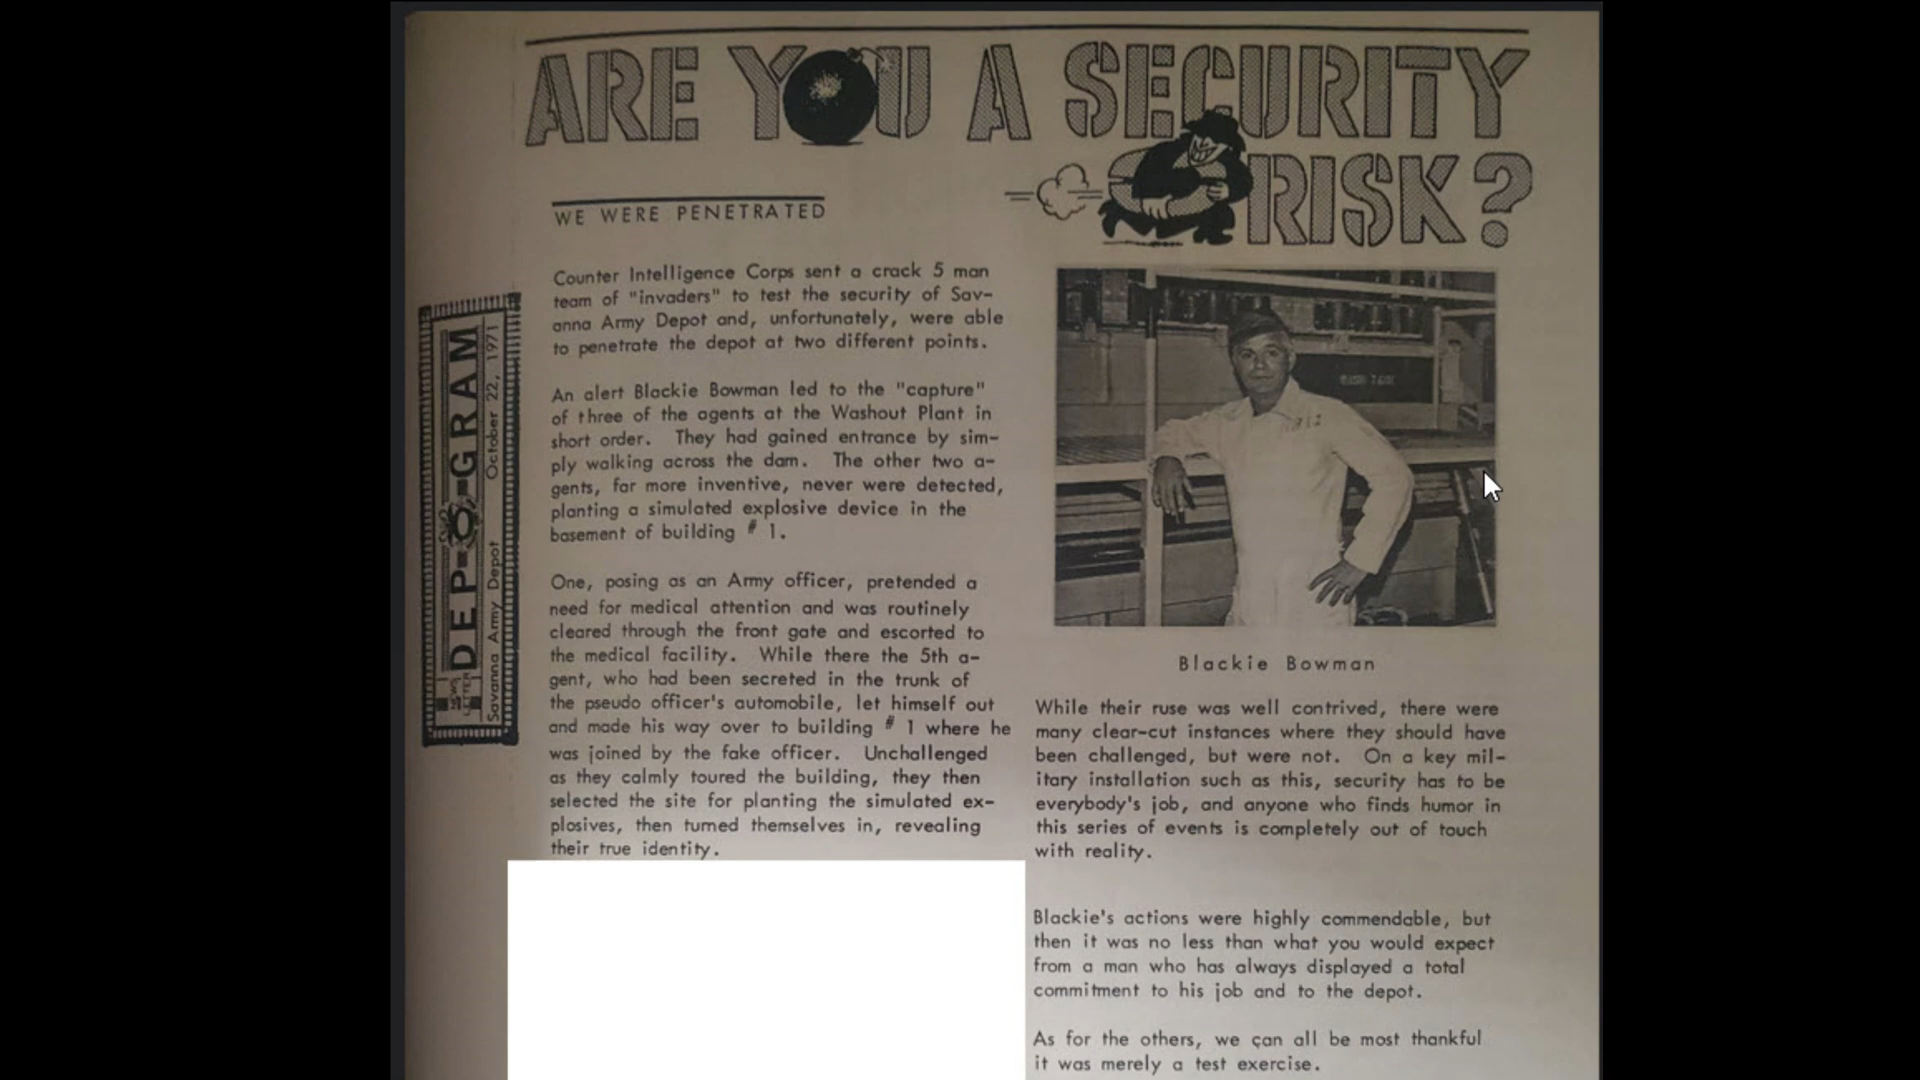 ARE YOU A SECURITY
RISK?
WE WERE PENETRATED
Counter Intelligence Corps sent a crack 5 man
team of "invaders" to test the security of Sav-
anna Army Depot and, unfortunately, were able
to penetrate the depot at two different points.
An alert Blackie Bowman led to the "capture"
of three of the agents at the Washout Plant in
short order. They had gained entrance by sim-
ply walking across the dam. The other two a-
gents, far more inventive, never were detected,
planting a simulated explosive device in the
basement of building # 1.
One, posing as an Army officer, pretended a
need for medical attention and was routinely
cleared through the front gate and escorted to
the medical facility. While there the 5th a-
gent, who had been secreted in the trunk of
the pseudo officer's automobile, let himself out
and made his way over to building # 1 where he
was joined by the fake officer. Unchallenged
as they calmly toured the building, they then
selected the site for planting the simulated ex-
plosives, then turned themselves in, revealing
their true identity.
Blackie Bowman
While their ruse was well contrived, there were
many clear-cut instances where they should have
been challenged, but were not. On a key mil-
itary installation such as this, security has to be
everybody's job, and anyone who finds humor in
this series of events is completely out of touch
with reality.
Blackie's actions were highly commendable, but
then it was no less than what you would expect
from a man who has always displayed a total
commitment to his job and to the depot.
As for the others, we can all be most thankful
it was merely a test exercise.
NEWS
LETTER
DEP-O-GRAM
Savanna Army Depot October 22, 1971